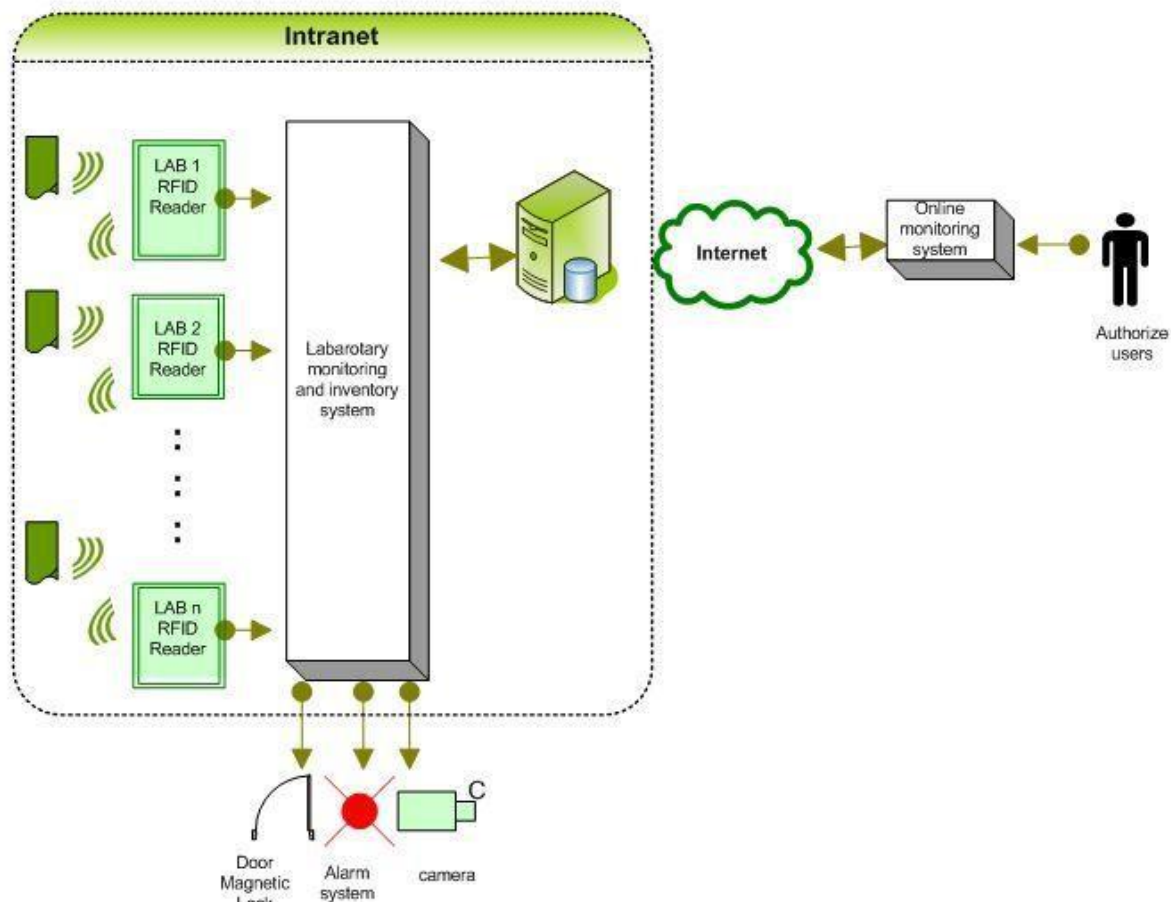 Intranet
LAB 1
RFID
Reader
LAB 2
RFID
Reader
LAB n
RFID
Reader
Labarotary
monitoring
and inventory
system
Internet
Online
monitoring
system
Authorize
users
Door
Magnetic
Alarm
system
C
camera